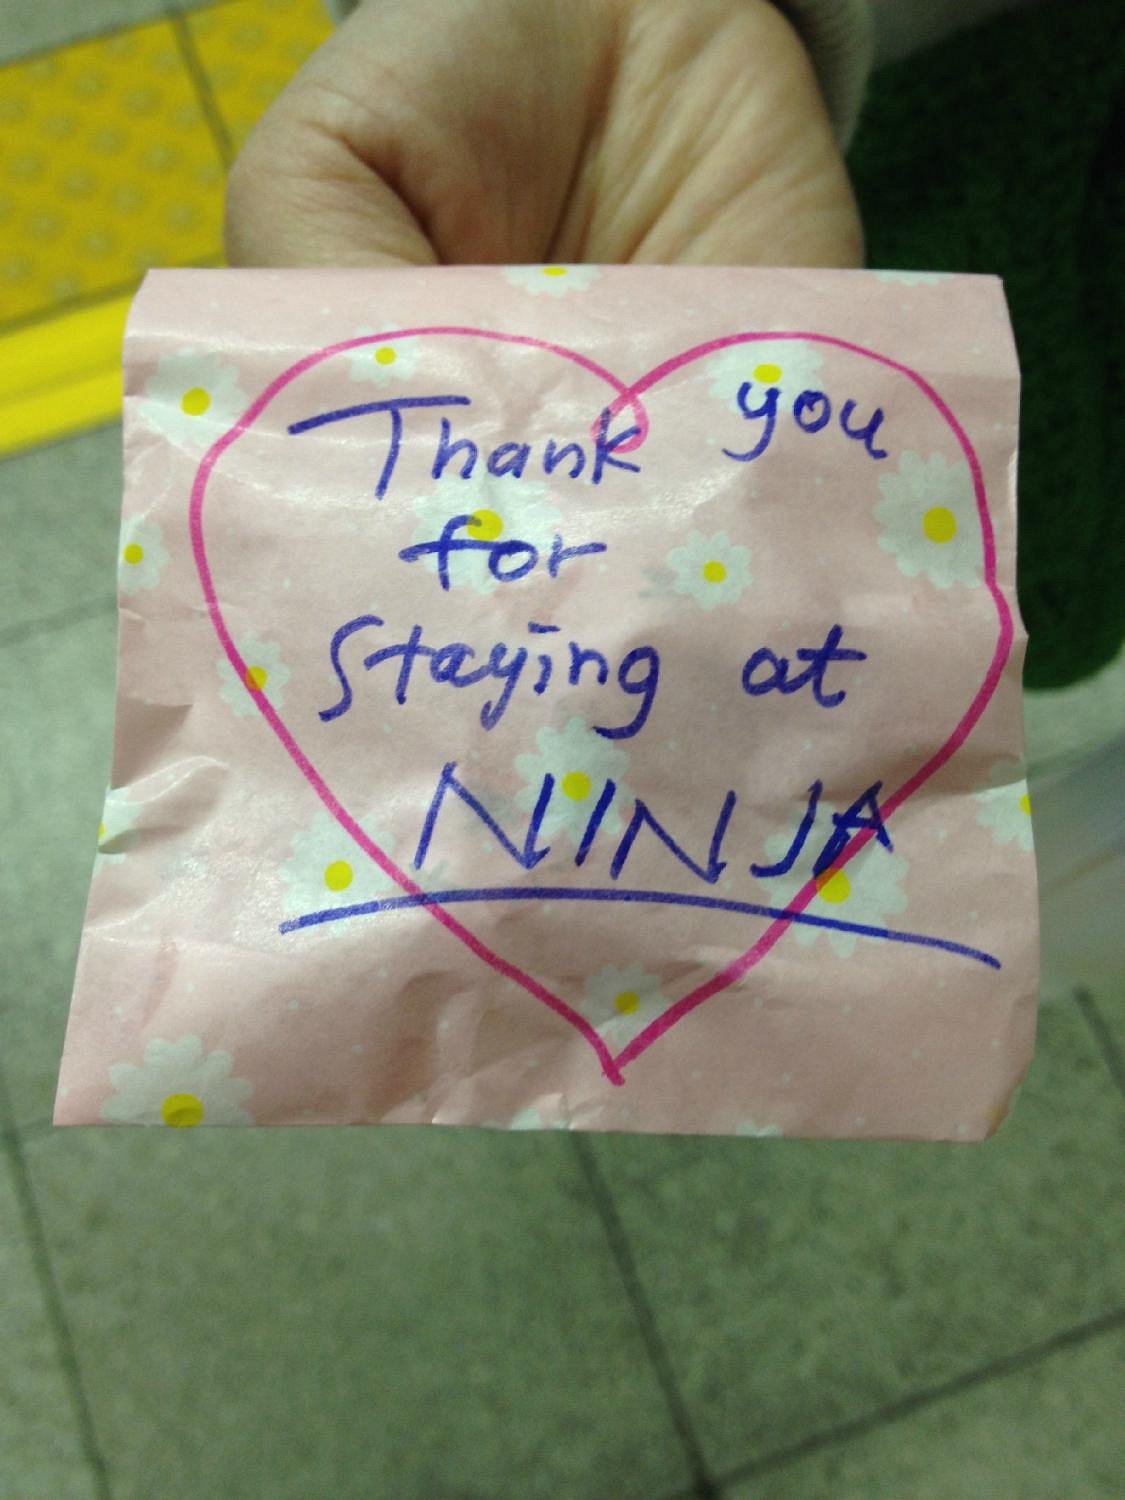 Thank you
for
Staying at
NINJA